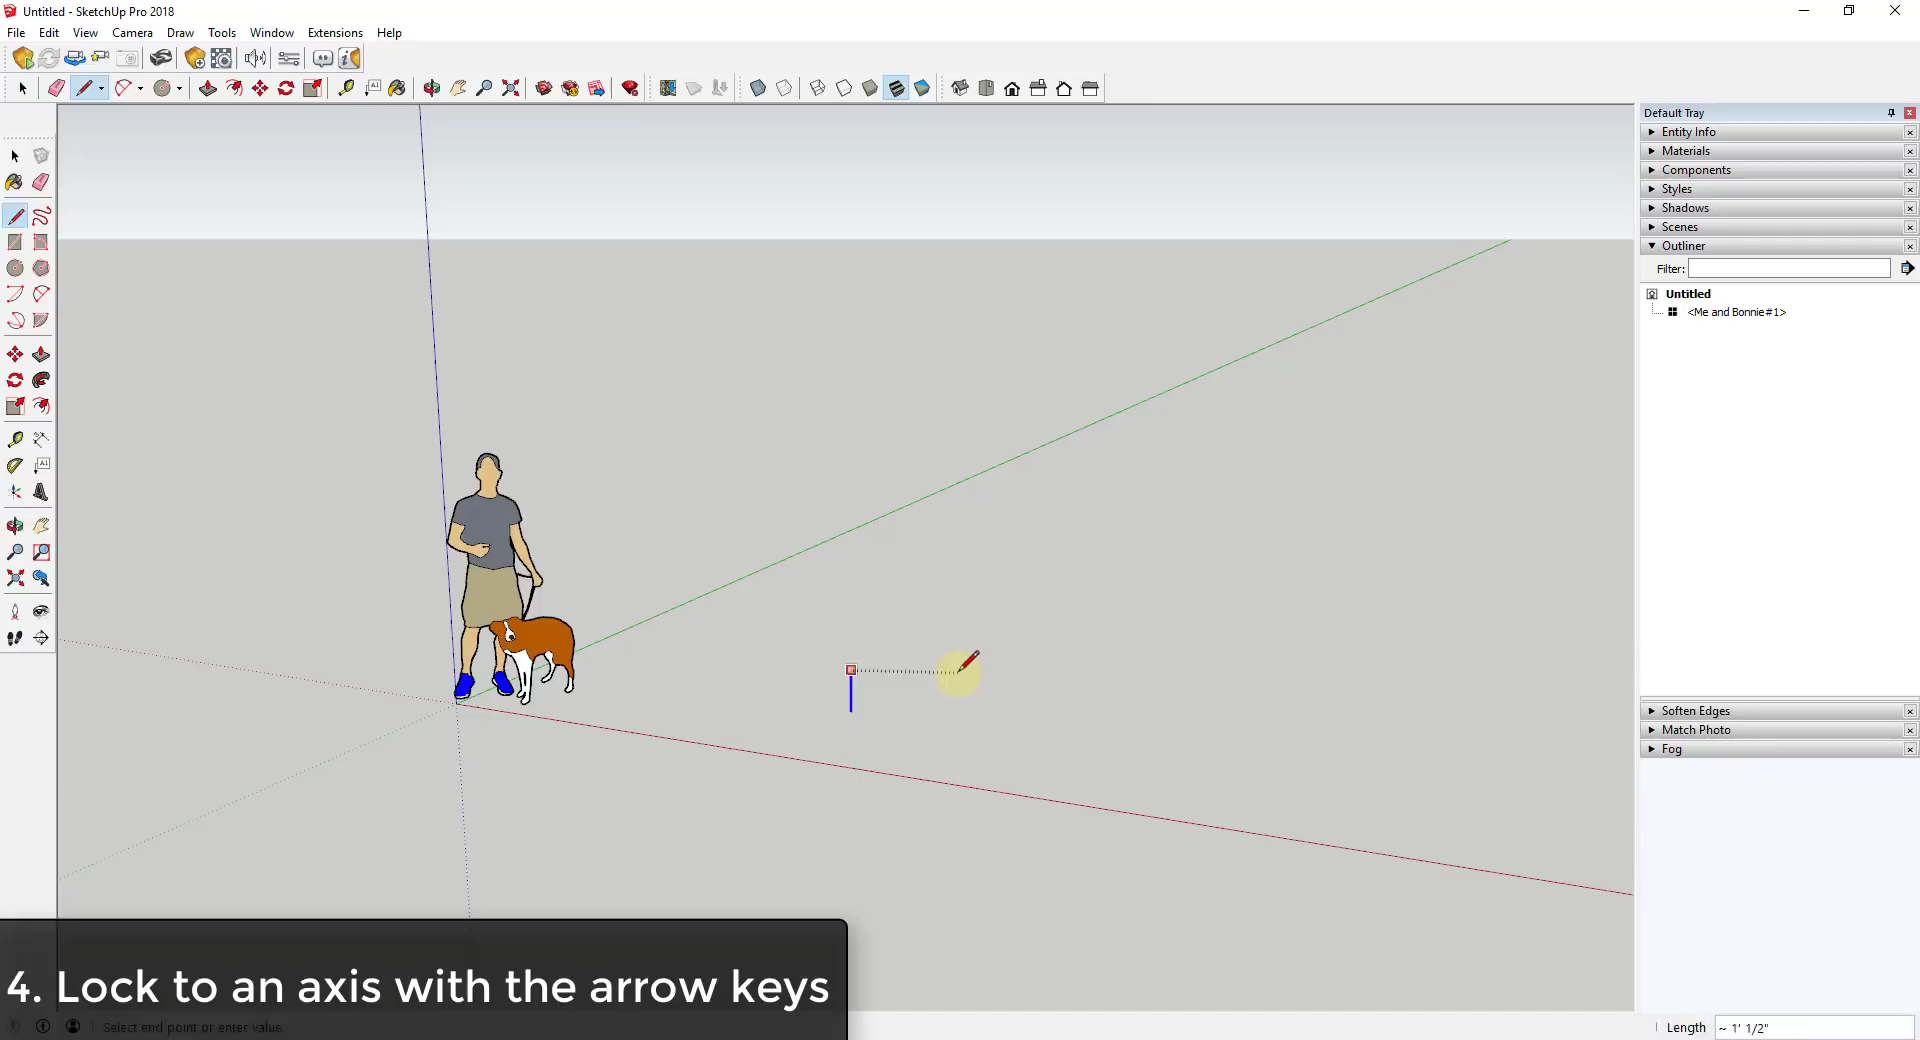 Untitled - SketchUp Pro 2018
File Edit View Camera Draw Tools Window Extensions Help
Default Tray
Entity Info
Materials
Components
Styles
Shadows
Scenes
Outliner
Filter:
Untitled
<Me and Bonnie#1>
Soften Edges
Match Photo
Fog
4. Lock to an axis with the arrow keys
Select end point or enter value.
Length ~ 1' 1/2"